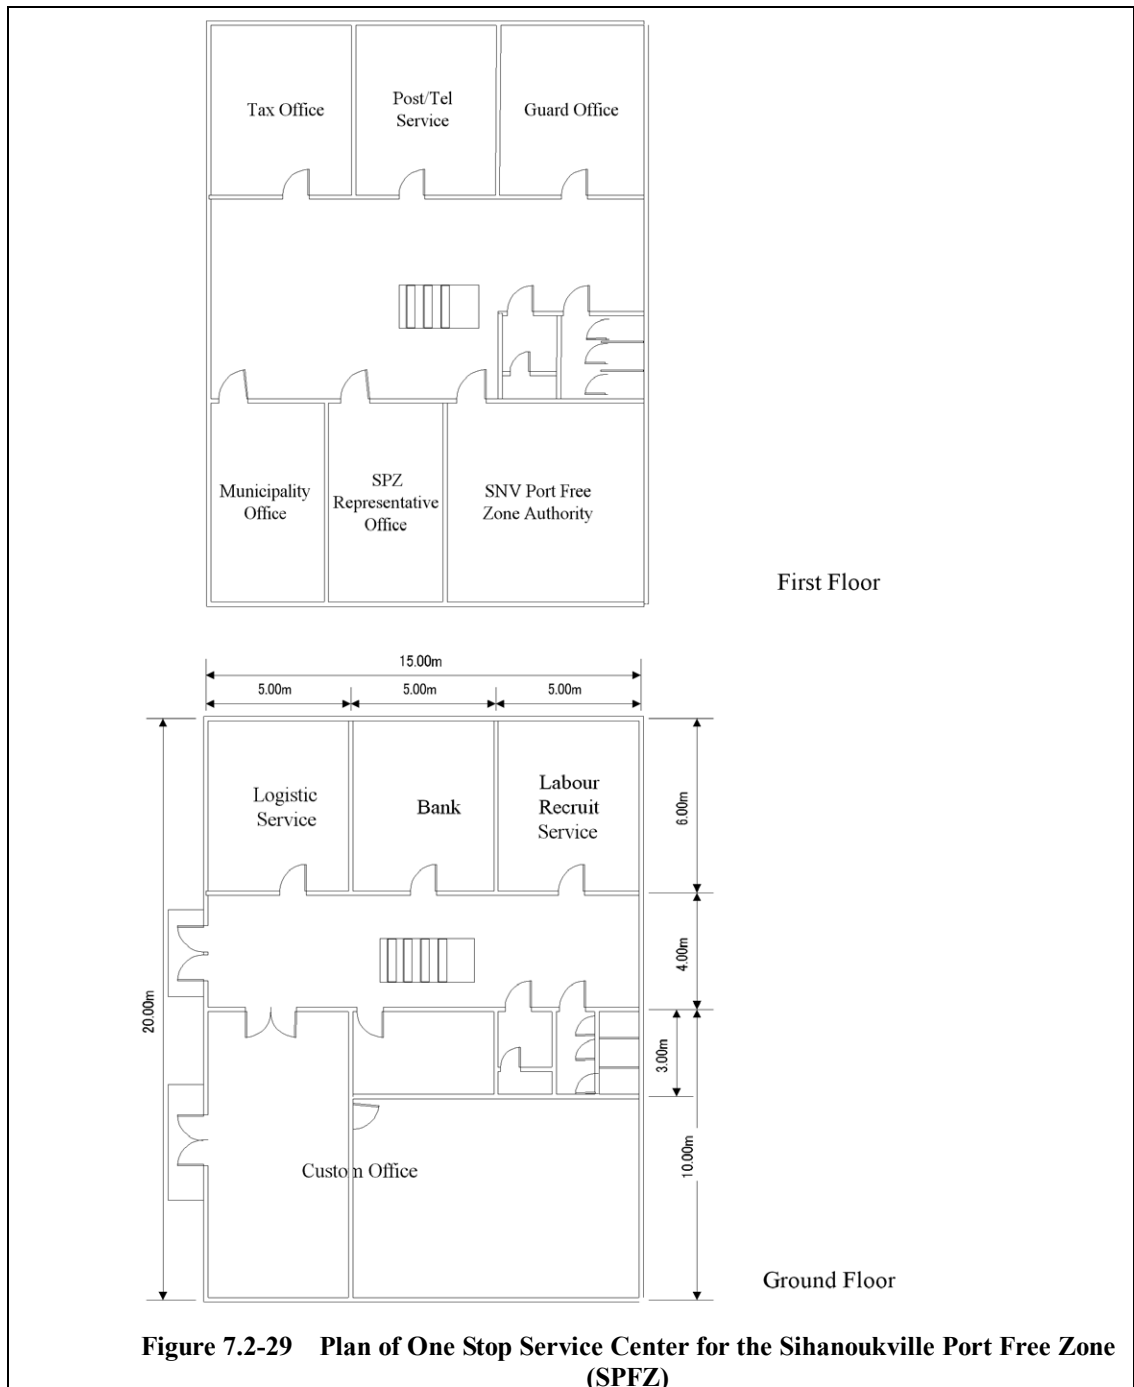 Tax Office
Post/Tel
Service
Guard Office
Municipality
Office
SPZ
Representative
Office
SNV Port Free
Zone Authority
First Floor
15.00m
5.00m
5.00m
5.00m
Logistic
Service
Bank
Labour
Recruit
Service
6.00m
4.00m
20.00m
3.00m
10.00m
Custom Office
Ground Floor
Figure 7.2-29 Plan of One Stop Service Center for the Sihanoukville Port Free Zone
(SPFZ)